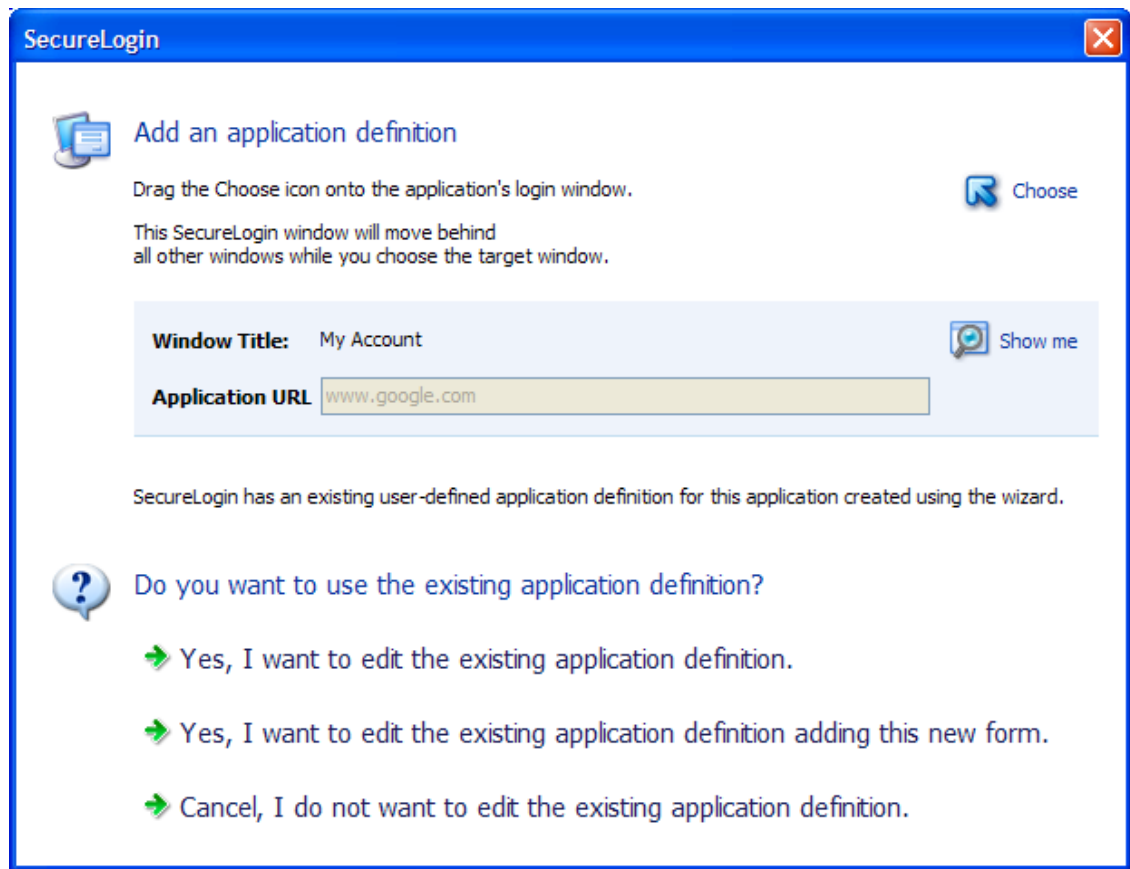 SecureLogin
Add an application definition
Drag the Choose icon onto the application's login window.
Choose
This SecureLogin window will move behind
all other windows while you choose the target window.
Window Title: My Account
Show me
Application URL www.google.com
SecureLogin has an existing user-defined application definition for this application created using the wizard.
Do you want to use the existing application definition?
Yes, I want to edit the existing application definition.
Yes, I want to edit the existing application definition adding this new form.
Cancel, I do not want to edit the existing application definition.